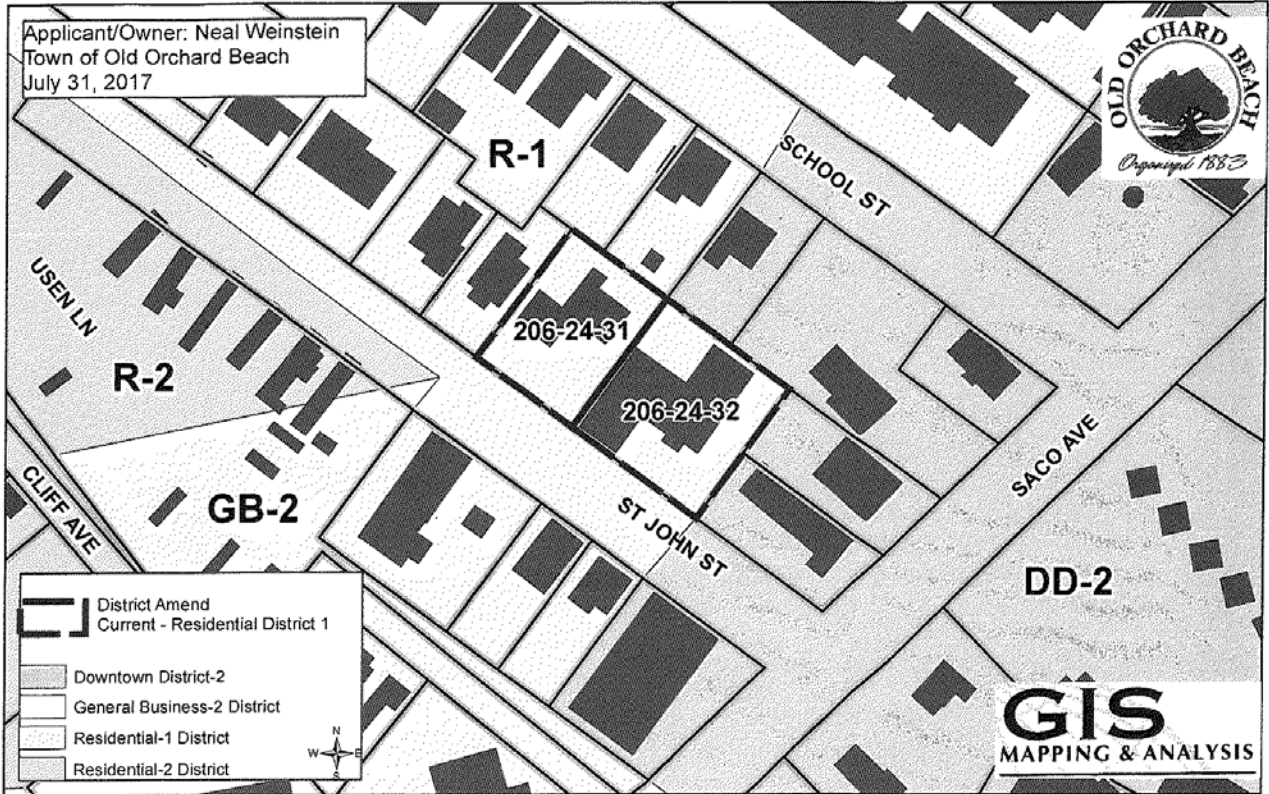 Applicant/Owner: Neal Weinstein
Town of Old Orchard Beach
July 31, 2017
OLD ORCHARD BEACH
Organized 1883
R-1
SCHOOL ST
USEN LN
206-24-31
R-2
206-24-32
SACO AVE
CLIFF AVE
GB-2
ST JOHN ST
DD-2
District Amend
Current - Residential District 1
Downtown District-2
General Business-2 District
Residential-1 District
Residential-2 District
N
W E
S
GIS
MAPPING & ANALYSIS